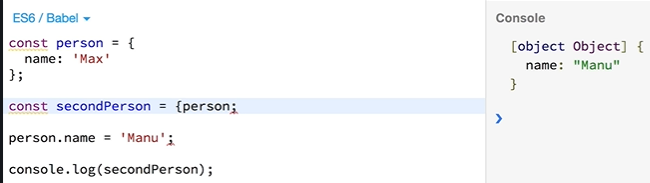 ES6 / Babel
const person = {
  name: 'Max'
};
const secondPerson = {person;
person.name = 'Manu';
console.log(secondPerson);
Console
[object Object] {
  name: "Manu"
}